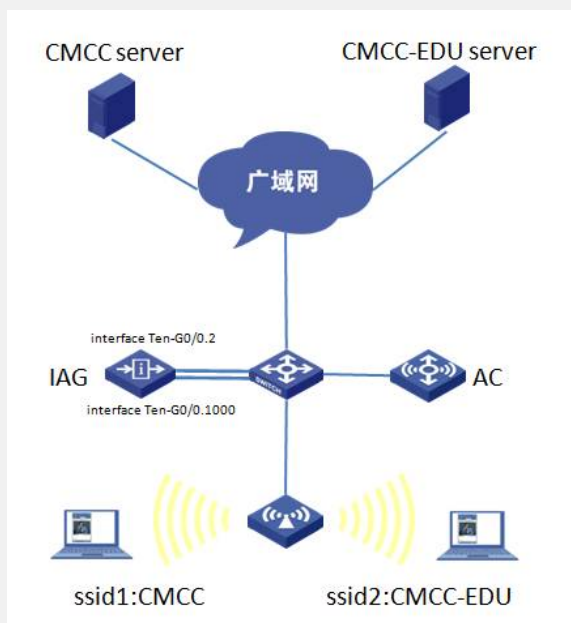 CMCC server
CMCC-EDU server
广域网
interface Ten-G0/0.2
IAG
SWITCH
AC
interface Ten-G0/0.1000
ssid1:CMCC
ssid2:CMCC-EDU